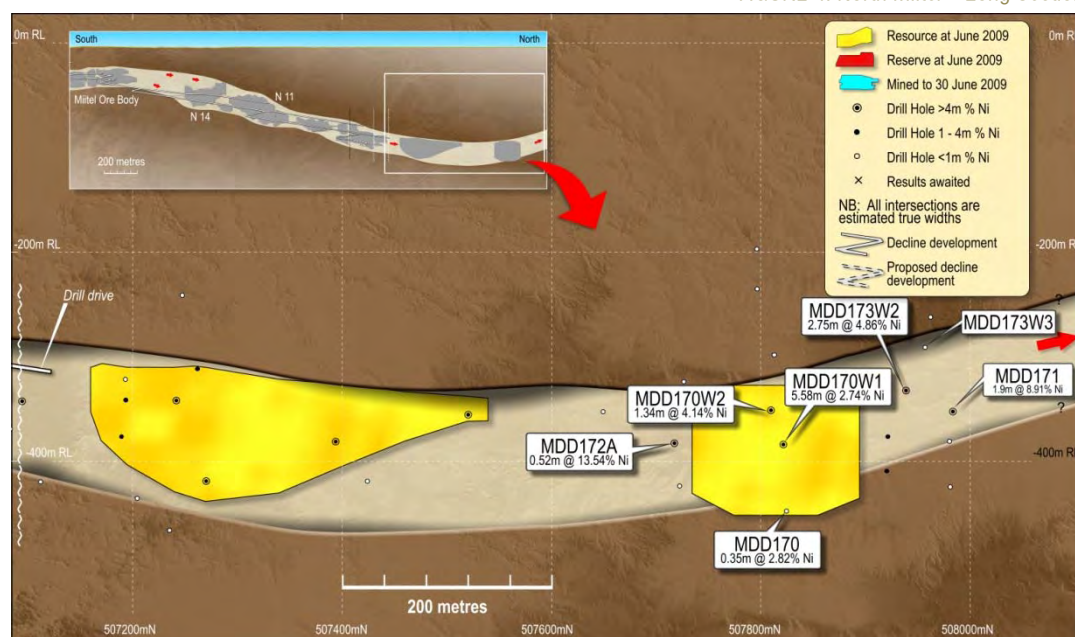 0m RL
South
North
Miitel Ore Body
N 11
N 14
200 metres
0m RL
Resource at June 2009
Reserve at June 2009
Mined to 30 June 2009
Drill Hole >4m % Ni
Drill Hole 1 - 4m % Ni
Drill Hole <1m % Ni
Results awaited
NB: All intersections are
estimated true widths
Decline development
Proposed decline
development
-200m RL
-200m RL
Drill drive
MDD173W2
2.75m @ 4.86% Ni
MDD173W3
?
MDD170W1
5.58m @ 2.74% Ni
MDD171
1.9m @ 8.91% Ni
MDD170W2
1.34m @ 4.14% Ni
?
MDD172A
0.52m @ 13.54% Ni
-400m RL
-400m RL
MDD170
0.35m @ 2.82% Ni
200 metres
507200mN
507400mN
507600mN
507800mN
508000mN